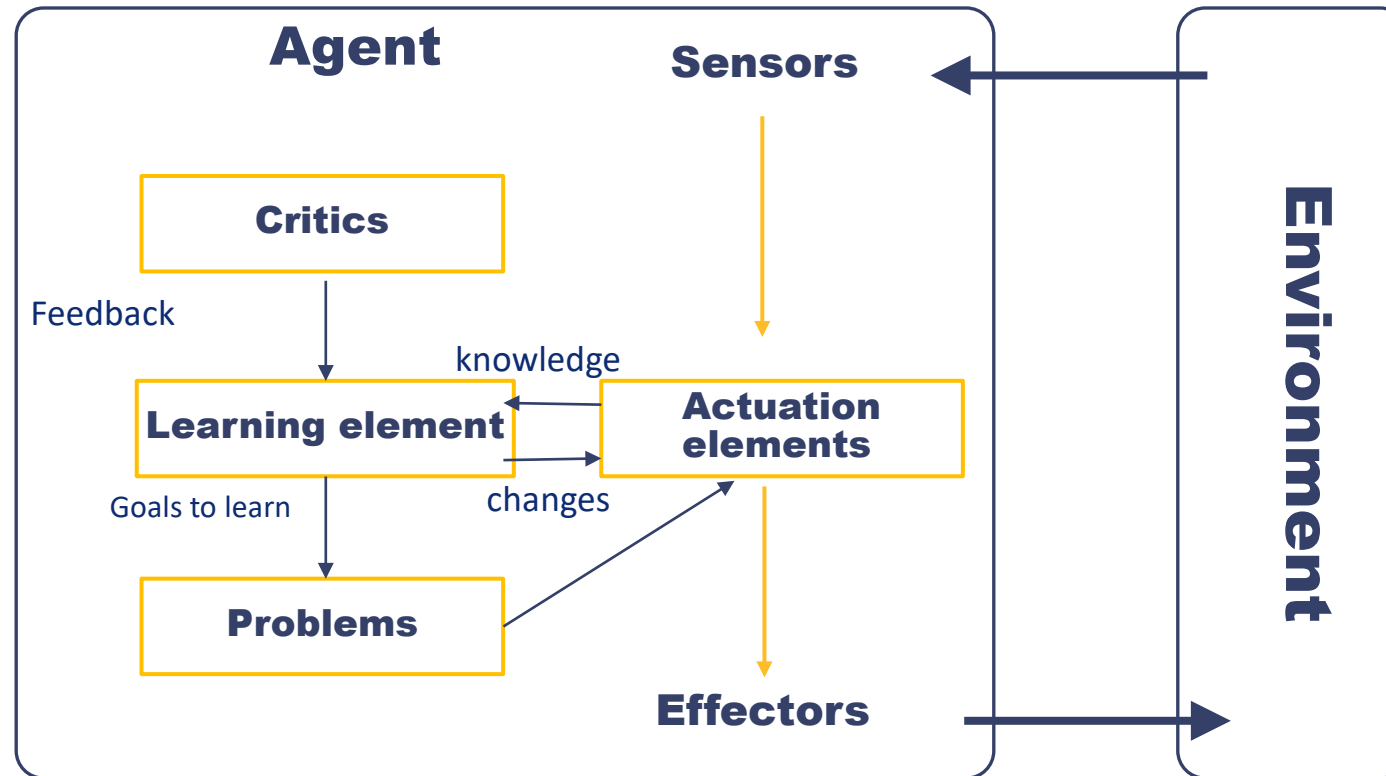 Agent
Sensors
Critics
Feedback
knowledge
Learning element
Actuation
elements
Goals to learn
changes
Problems
Effectors
Environment